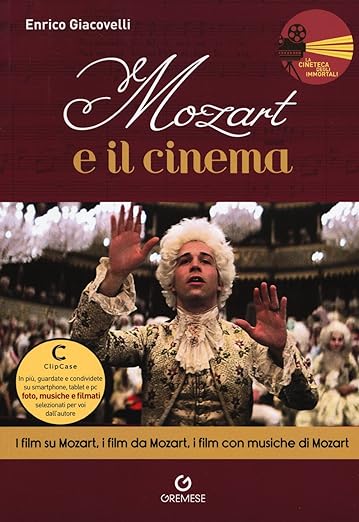 Enrico Giacovelli
LA
CINETECA
DEGLI
IMMORTALI
Mozart
e il cinema
C
ClipCase
In più, guardate e condividete
su smartphone, tablet e pc
foto, musiche e filmati
selezionati per voi
dall'autore
I film su Mozart, i film da Mozart, i film con musiche di Mozart
G
GREMESE